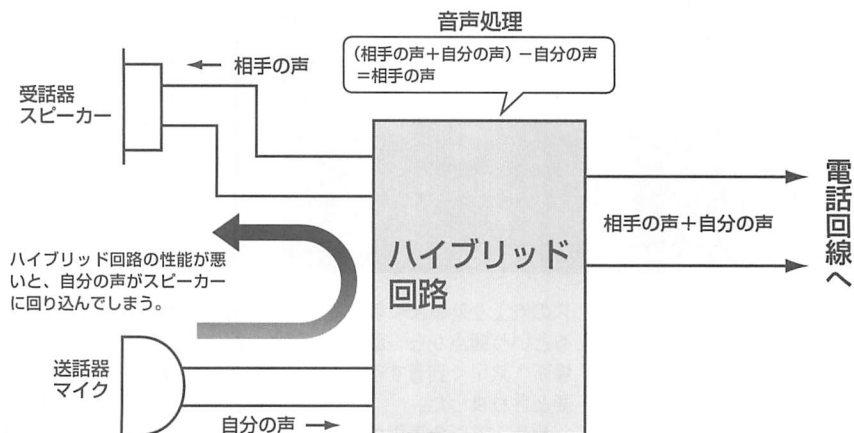 音声処理
(相手の声+自分の声)-自分の声
=相手の声
← 相手の声
受話器
スピーカー
ハイブリッド
回路
相手の声+自分の声
電話回線へ
ハイブリッド回路の性能が悪
いと、自分の声がスピーカー
に回り込んでしまう。
送話器
マイク
自分の声 →